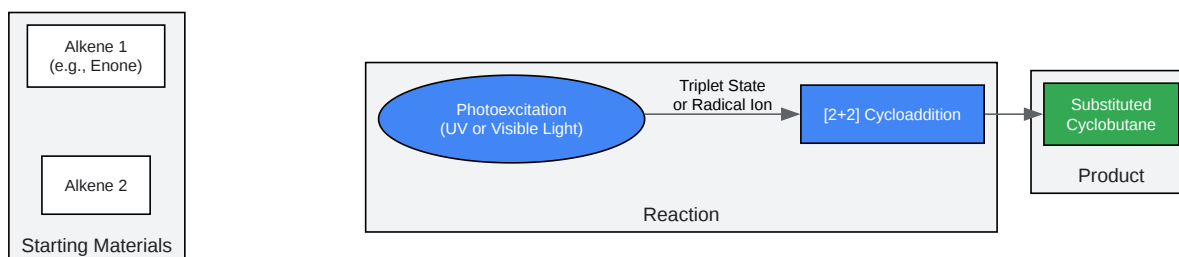 Alkene 1
(e.g., Enone)
Alkene 2
Starting Materials
Photoexcitation
(UV or Visible Light)
Triplet State
or Radical Ion
[2+2] Cycloaddition
Reaction
Substituted
Cyclobutane
Product